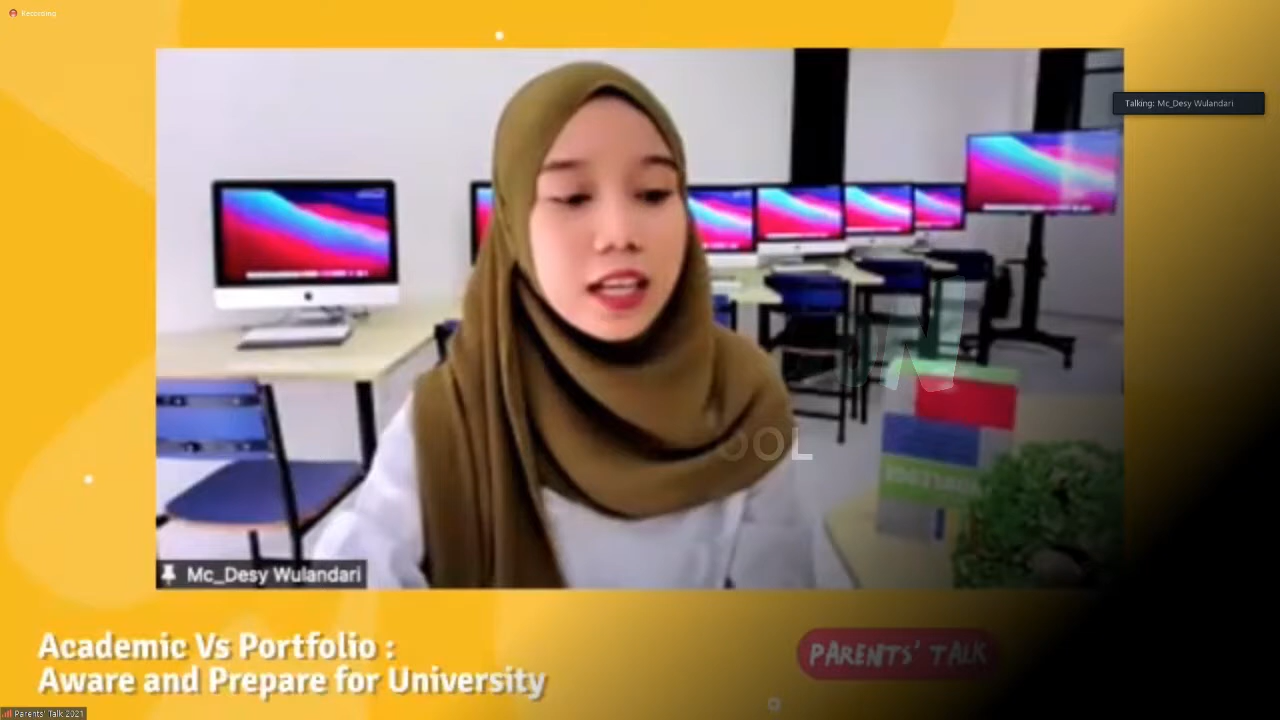 Recording
Talking: Mc_Desy Wulandari
OOL
Mc_Desy Wulandari
Academic Vs Portfolio :
Aware and Prepare for University
PARENTS' TALK
Parents' Talk 2021